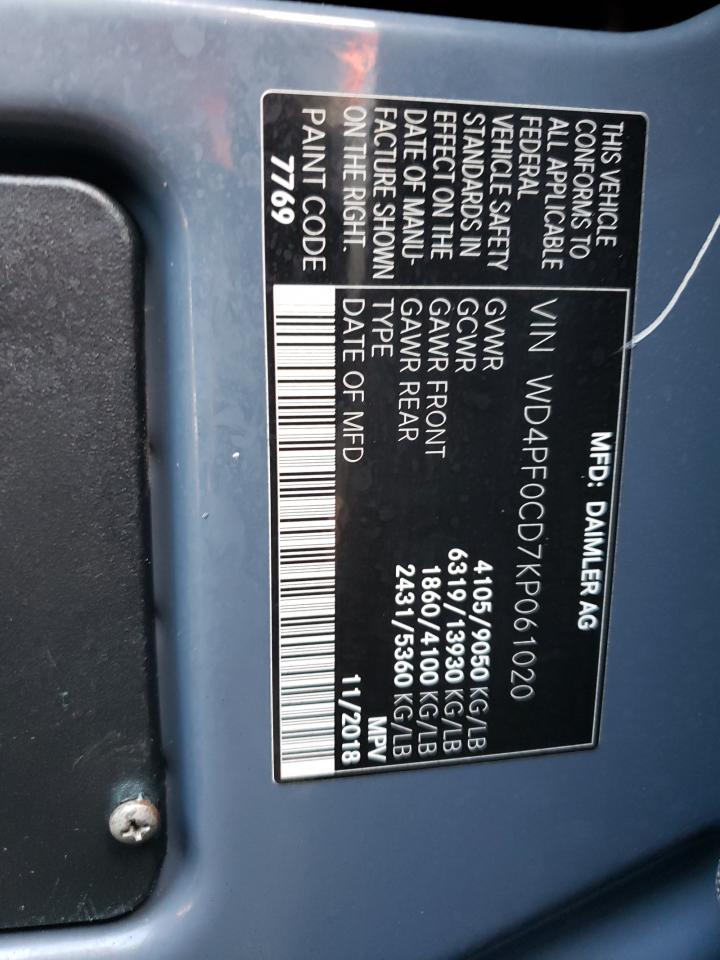 THIS VEHICLE
CONFORMS TO
ALL APPLICABLE
FEDERAL
VEHICLE SAFETY
STANDARDS IN
EFFECT ON THE
DATE OF MANU-
FACTURE SHOWN
ON THE RIGHT.
PAINT CODE
7769
MFD: DAIMLER AG
VIN WD4PF0CD7KP061020
GVWR 4105/9050 KG/LB
GCWR 6319/13930 KG/LB
GAWR FRONT 1860/4100 KG/LB
GAWR REAR 2431/5360 KG/LB
TYPE MPV
DATE OF MFD 11/2018